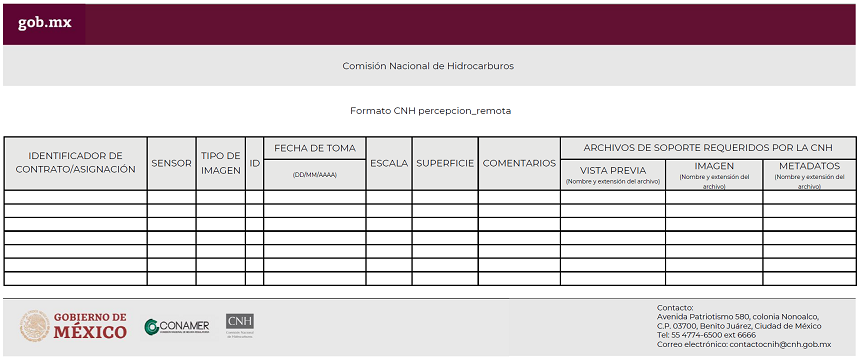 gob.mx
Comisión Nacional de Hidrocarburos
Formato CNH percepcion_remota
IDENTIFICADOR DE
CONTRATO/ASIGNACIÓN
SENSOR
TIPO DE
IMAGEN
ID
FECHA DE TOMA
(DD/MM/AAAA)
ESCALA
SUPERFICIE
COMENTARIOS
ARCHIVOS DE SOPORTE REQUERIDOS POR LA CNH
VISTA PREVIA
(Nombre y extensión del archivo)
IMAGEN
(Nombre y extensión del
archivo)
METADATOS
(Nombre y extensión del
archivo)
GOBIERNO DE
MÉXICO
CONAMER
CNH
Comisión Nacional
de Hidrocarburos
Contacto:
Avenida Patriotismo 580, colonia Nonoalco,
C.P. 03700, Benito Juárez, Ciudad de México
Tel: 55 4774-6500 ext 6666
Correo electrónico: contactocnih@cnh.gob.mx